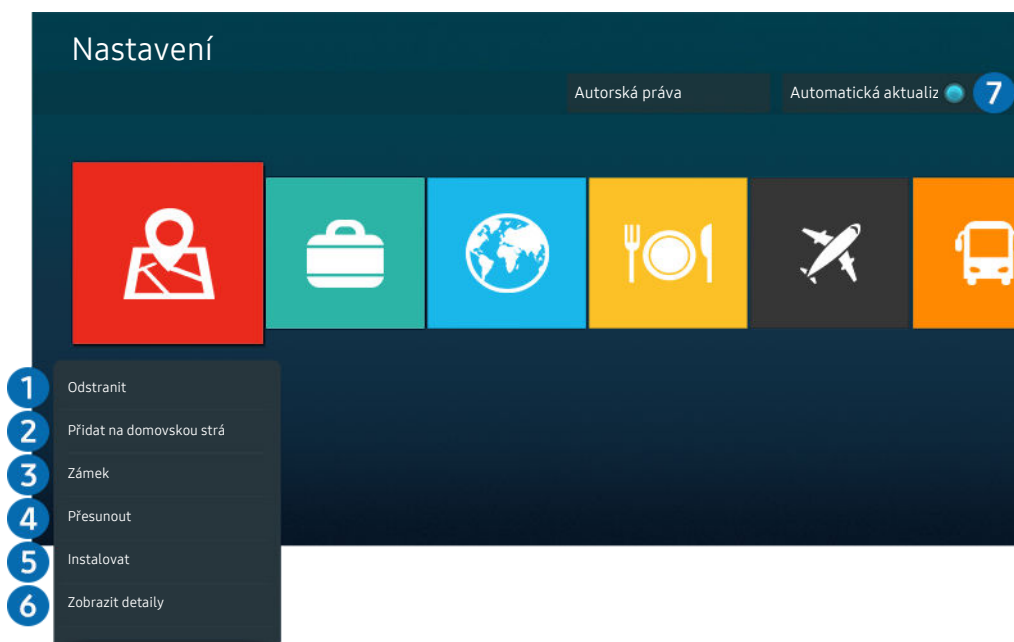 Nastavení
Autorská práva
Automatická aktualiz
7
1 Odstranit
2 Přidat na domovskou strá
3 Zámek
4 Přesunout
5 Instalovat
6 Zobrazit detaily